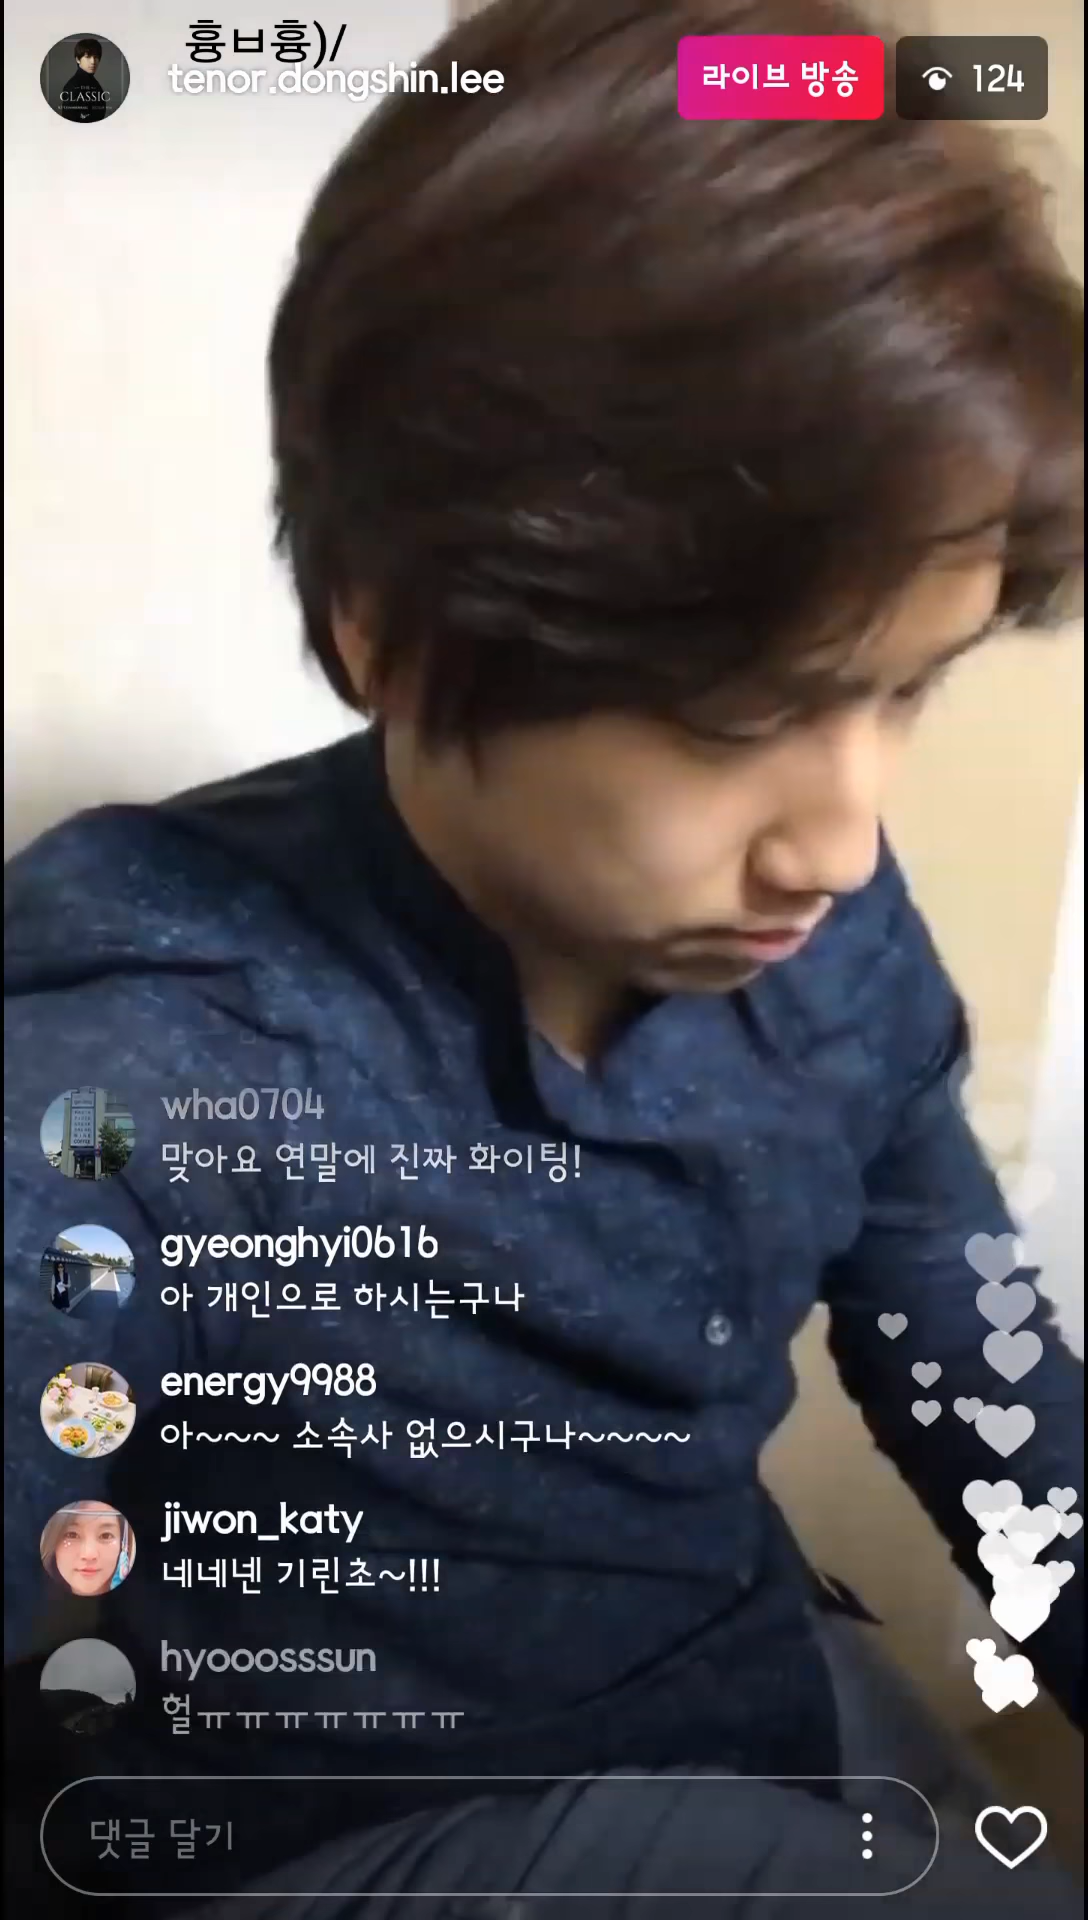 흉ㅂ흉)/
CLASSIC
tenor.dongshin.lee
라이브 방송
124
wha0704
맞아요 연말에 진짜 화이팅!
gyeonghyi0616
아 개인으로 하시는구나
energy9988
아~~~ 소속사 없으시구나~~~~
jiwon_katy
네네넨 기린초~!!!
hyooosssun
헐ㅠㅠㅠㅠㅠㅠㅠ
댓글 달기